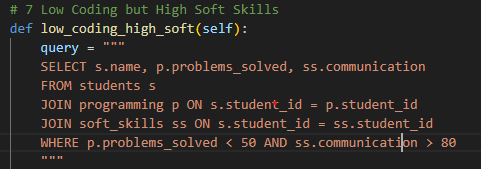 # 7 Low Coding but High Soft Skills
def low_coding_high_soft(self):
    query = """
    SELECT s.name, p.problems_solved, ss.communication
    FROM students s
    JOIN programming p ON s.student_id = p.student_id
    JOIN soft_skills ss ON s.student_id = ss.student_id
    WHERE p.problems_solved < 50 AND ss.communication > 80
    """